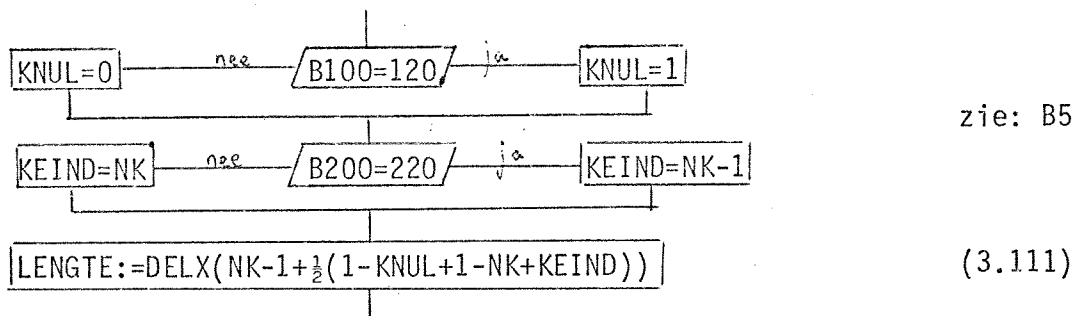 KNUL=0 nee B100=120 ja KNUL=1
zie: B5
KEIND=NK nee B200=220 ja KEIND=NK-1
LENGTE:=DELX(NK-1+½(1-KNUL+1-NK+KEIND)) (3.111)